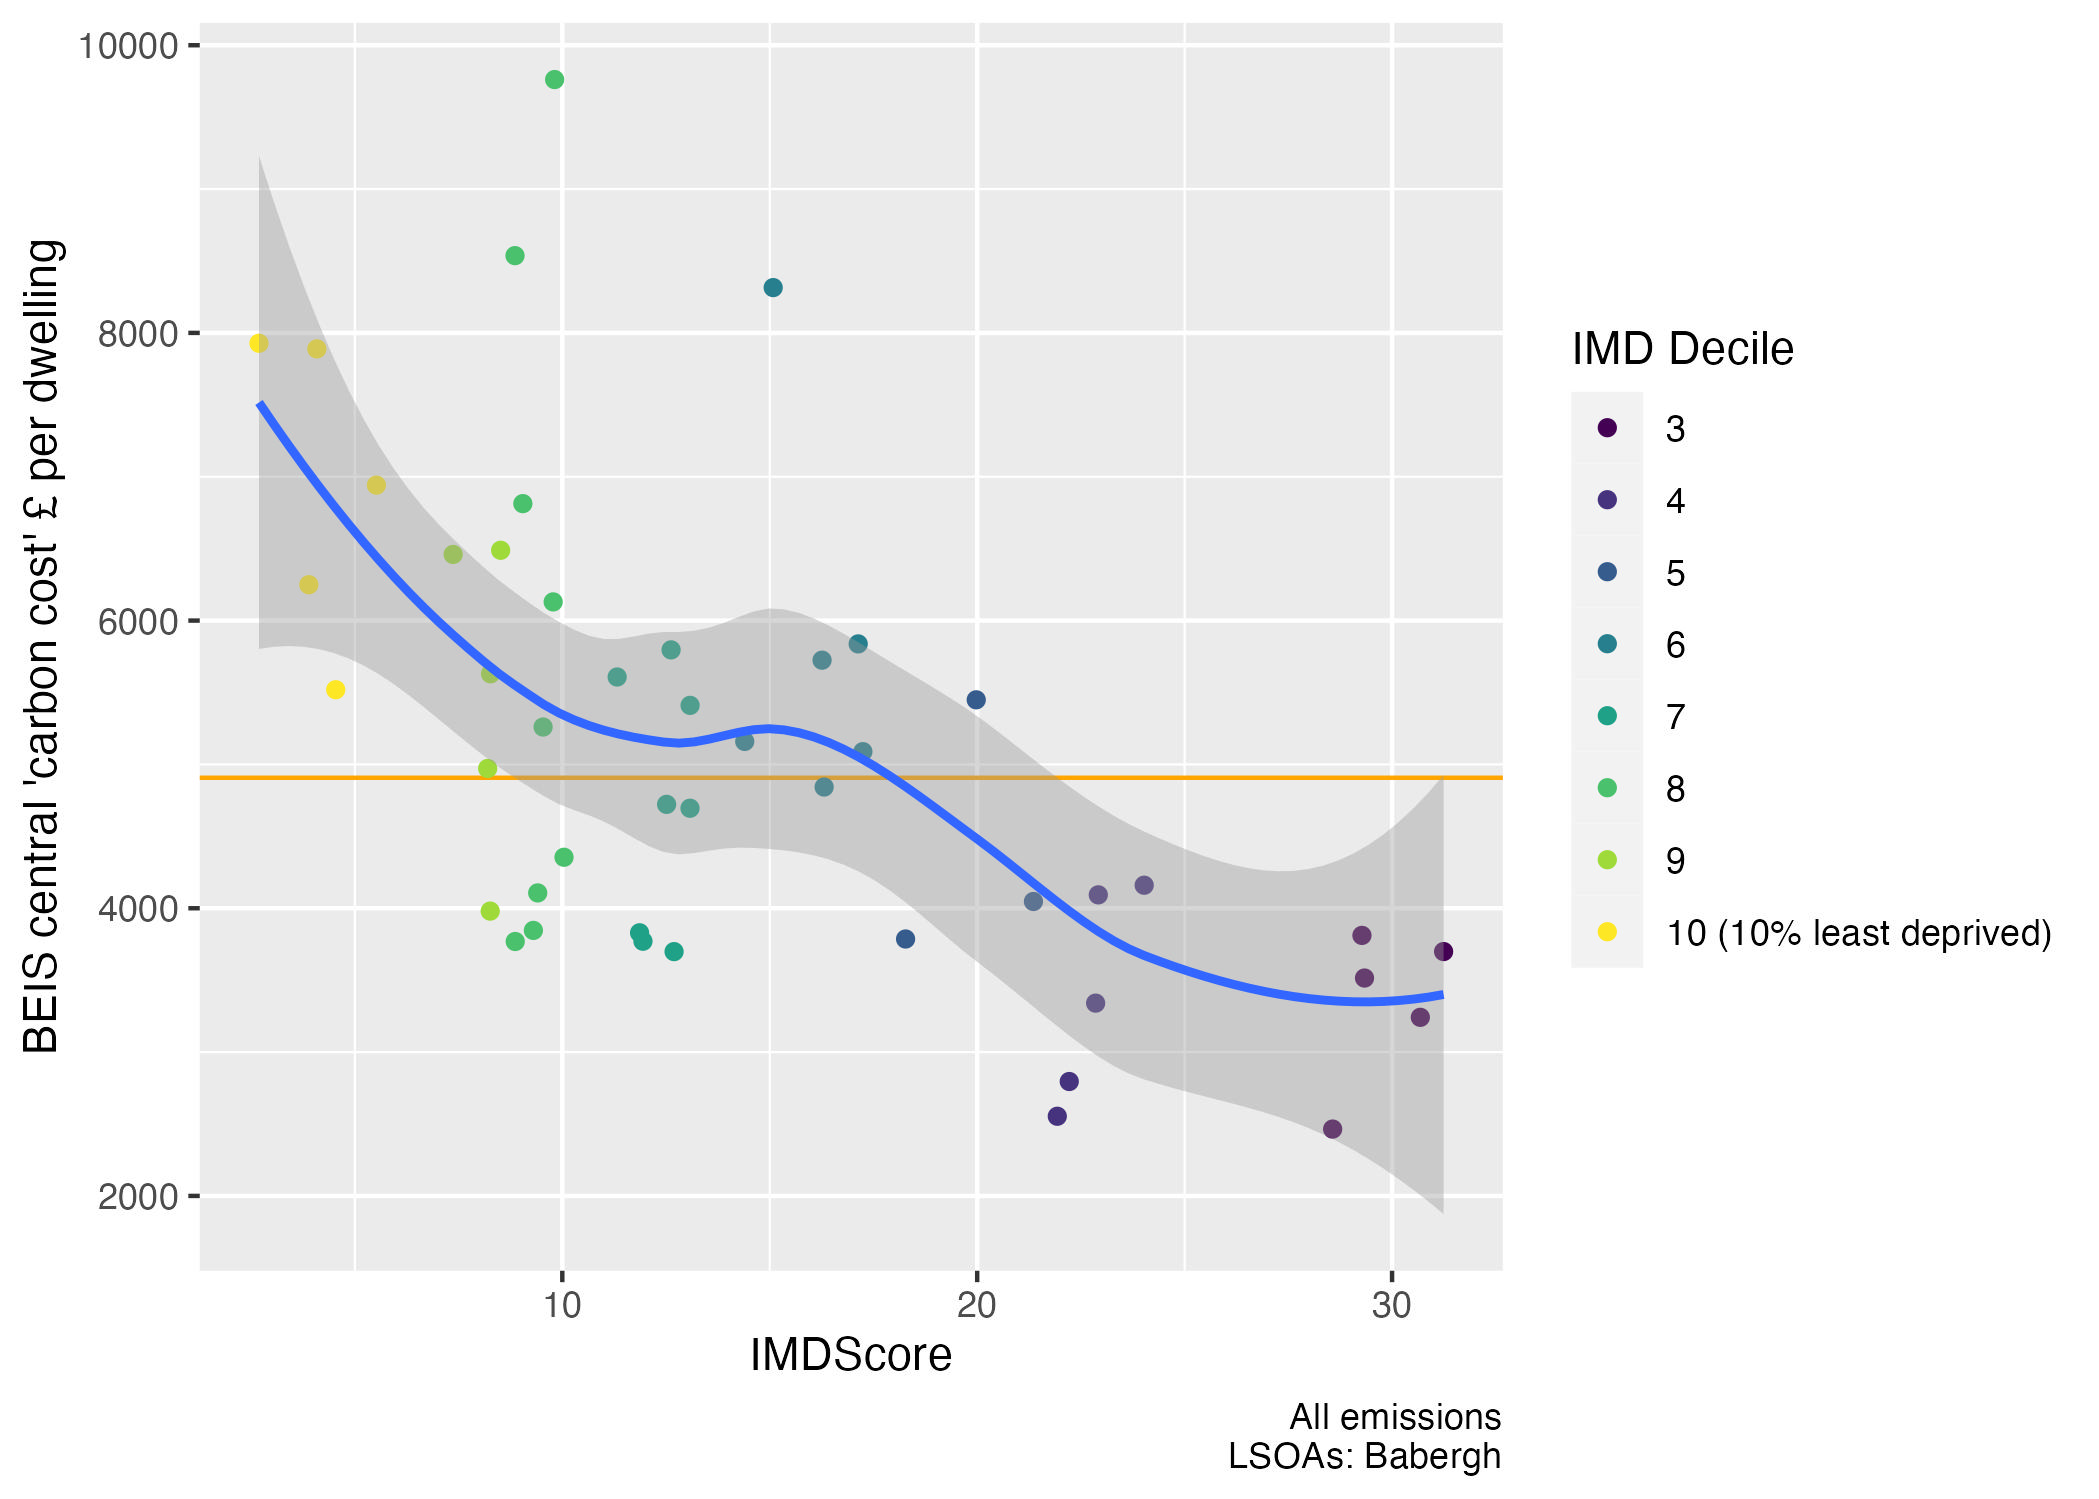 10000
8000
6000
4000
2000
BEIS central 'carbon cost' £ per dwelling
10
20
30
IMDScore
IMD Decile
3
4
5
6
7
8
9
10 (10% least deprived)
All emissions
LSOAs: Babergh